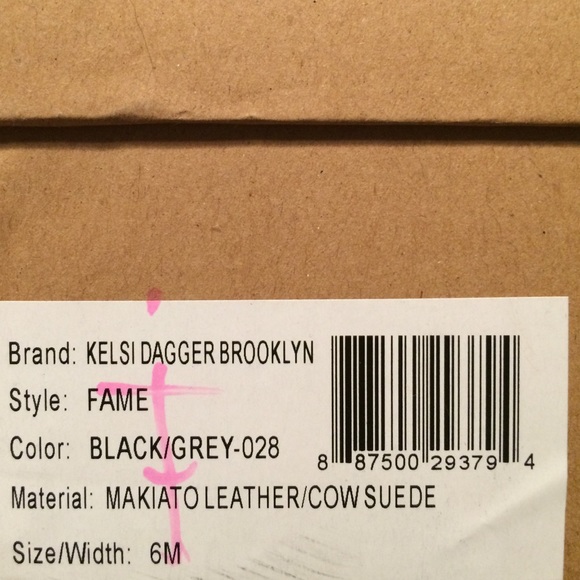 Brand: KELSI DAGGER BROOKLYN
Style: FAME
Color: BLACK/GREY-028
8 87500 29379 4
Material: MAKIATO LEATHER/COW SUEDE
Size/Width: 6M